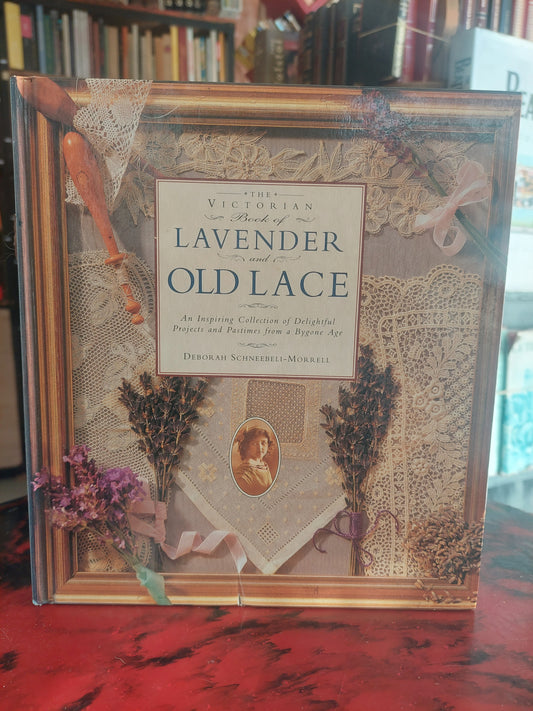 THE
VICTORIAN
Book of
LAVENDER
and
OLD LACE
An Inspiring Collection of Delightful
Projects and Pastimes from a Bygone Age
DEBORAH SCHNEEBELI-MORRELL